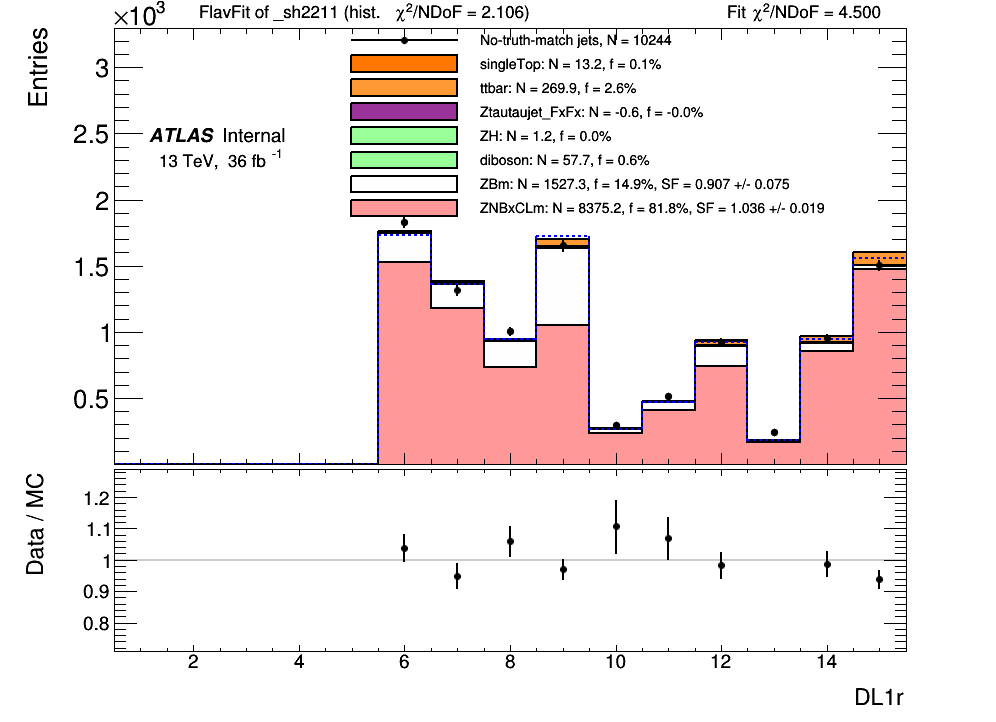 ×10³ FlavFit of _sh2211 (hist. χ²/NDoF = 2.106) Fit χ²/NDoF = 4.500
Entries
No-truth-match jets, N = 10244
singleTop: N = 13.2, f = 0.1%
ttbar: N = 269.9, f = 2.6%
Ztautaujet_FxFx: N = -0.6, f = -0.0%
ZH: N = 1.2, f = 0.0%
diboson: N = 57.7, f = 0.6%
ZBm: N = 1527.3, f = 14.9%, SF = 0.907 +/- 0.075
ZNBxCLm: N = 8375.2, f = 81.8%, SF = 1.036 +/- 0.019
ATLAS Internal
13 TeV, 36 fb⁻¹
3
2.5
2
1.5
1
0.5
Data / MC
1.2
1.1
1
0.9
0.8
2 4 6 8 10 12 14
DL1r